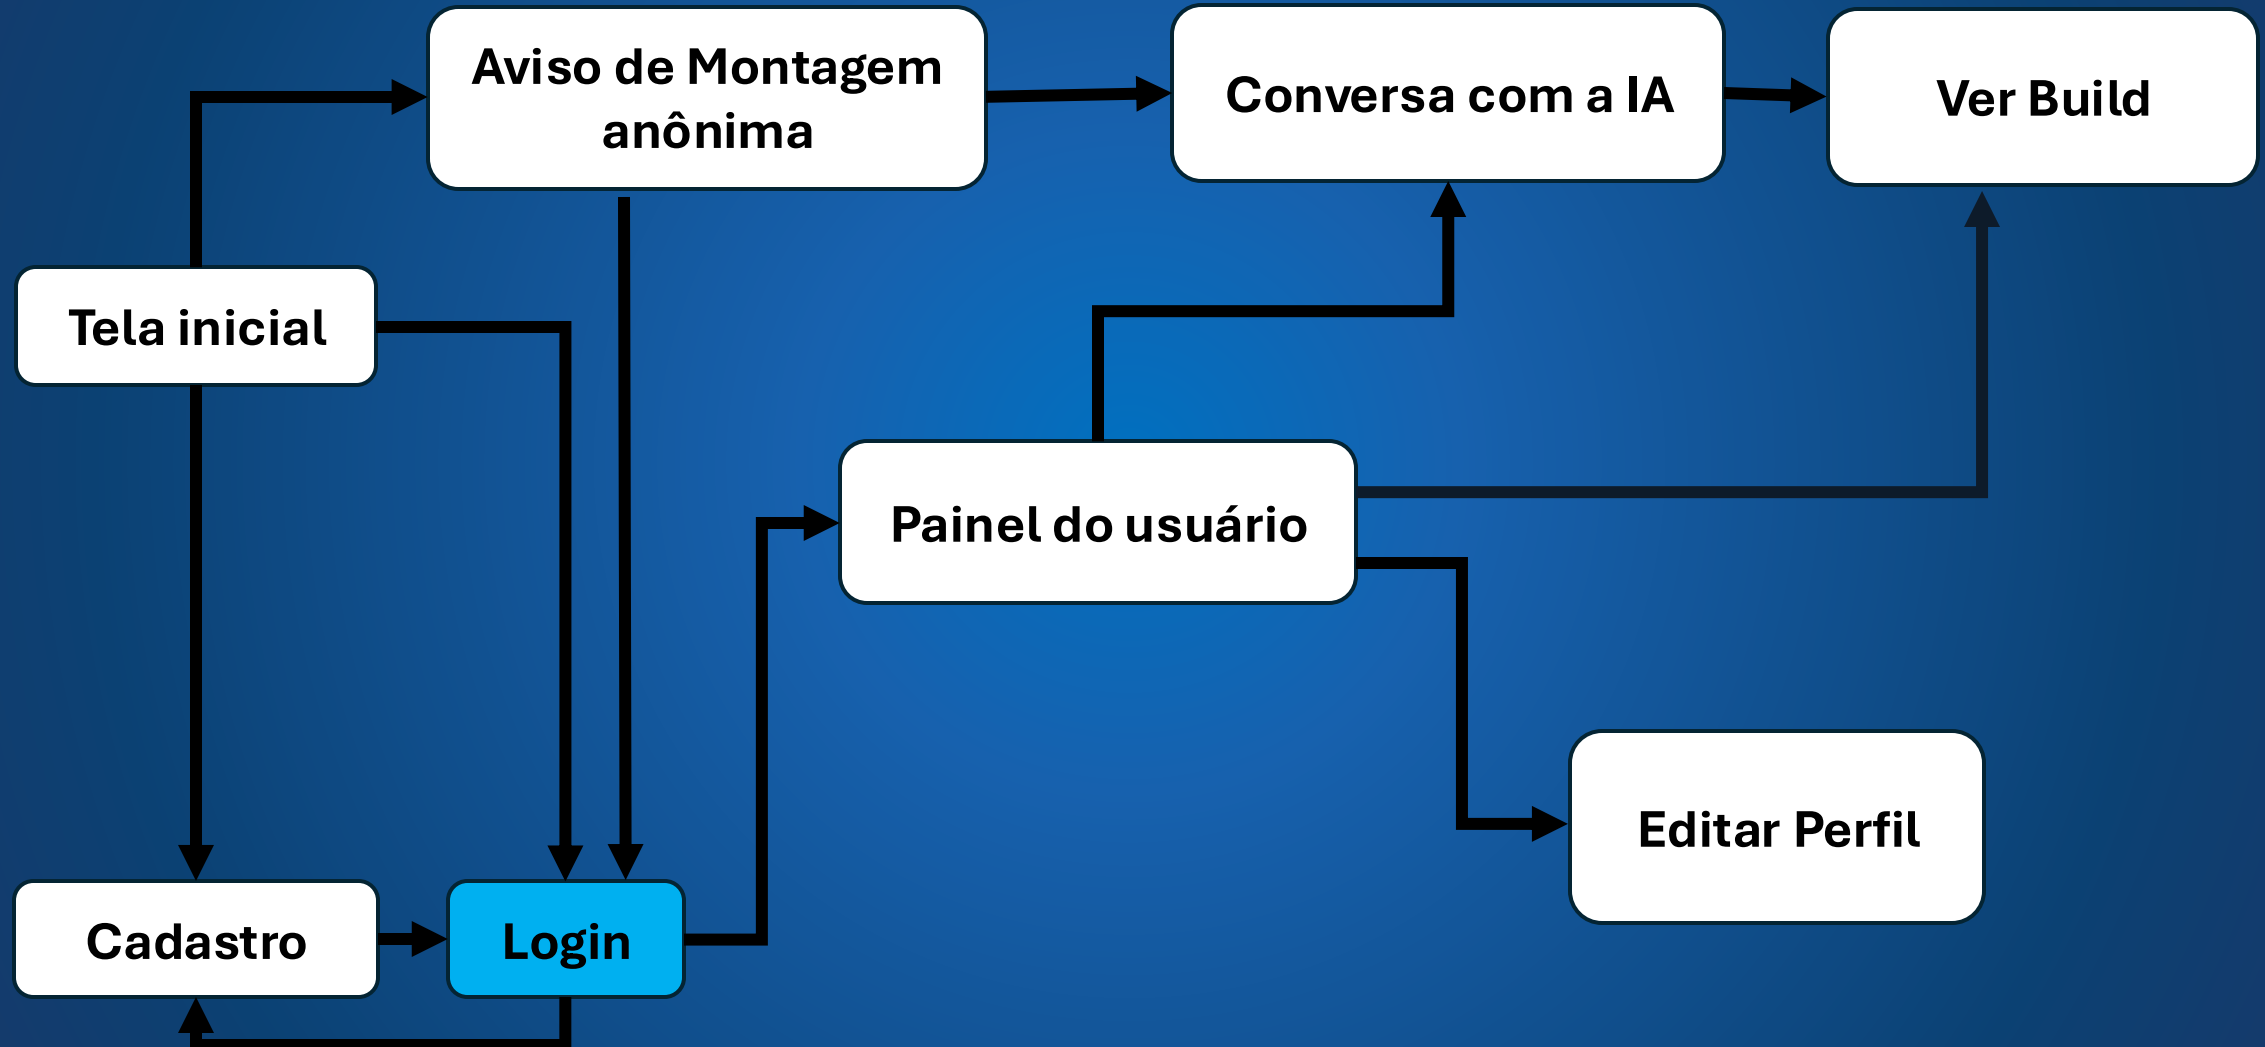 Aviso de Montagem
anônima
Conversa com a IA
Ver Build
Tela inicial
Painel do usuário
Editar Perfil
Cadastro
Login